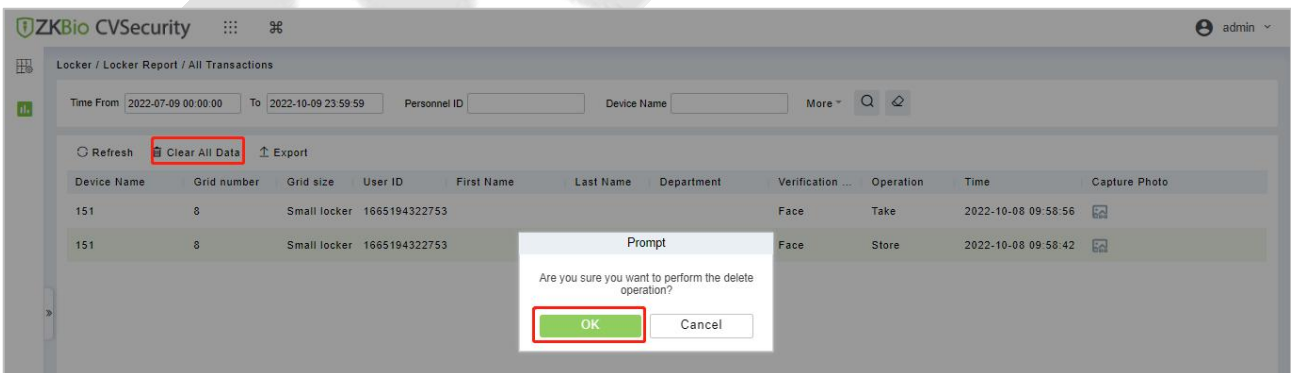 ZKBio CVSecurity admin
Locker / Locker Report / All Transactions
Time From 2022-07-09 00:00:00 To 2022-10-09 23:59:59 Personnel ID Device Name More
Refresh Clear All Data Export
Device Name Grid number Grid size User ID First Name Last Name Department Verification ... Operation Time Capture Photo
151 8 Small locker 1665194322753 Face Take 2022-10-08 09:58:56
151 8 Small locker 1665194322753 Face Store 2022-10-08 09:58:42
Prompt
Are you sure you want to perform the delete
operation?
OK Cancel